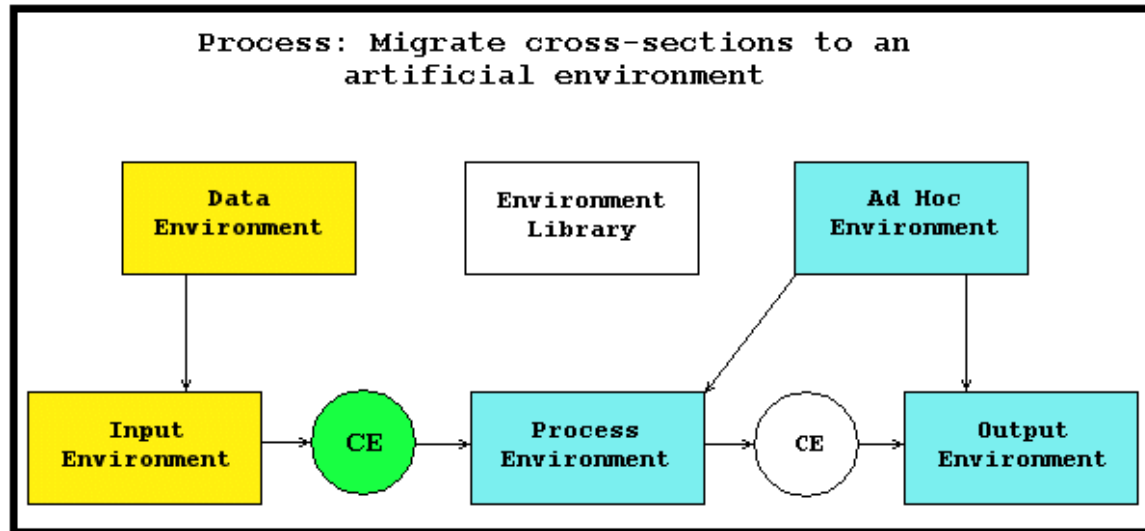 Process: Migrate cross-sections to an
artificial environment
Data
Environment
Environment
Library
Ad Hoc
Environment
Input
Environment
CE
Process
Environment
CE
Output
Environment